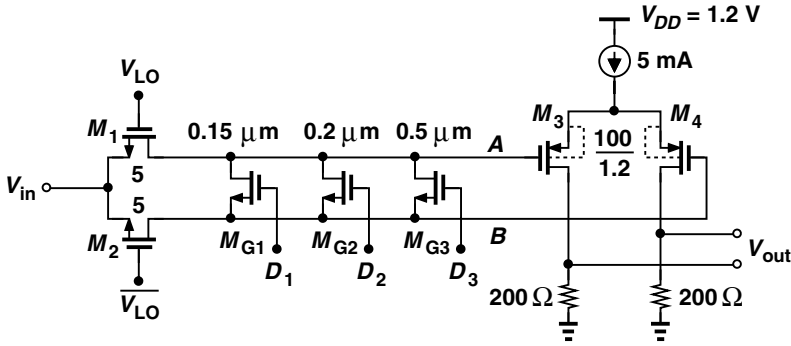 V_DD = 1.2 V
5 mA
V_LO
M_1
5
V_in
5
M_2
V̅_LO
0.15 μm
0.2 μm
0.5 μm
M_G1
M_G2
M_G3
D_1
D_2
D_3
A
B
M_3
M_4
100
1.2
V_out
200 Ω
200 Ω